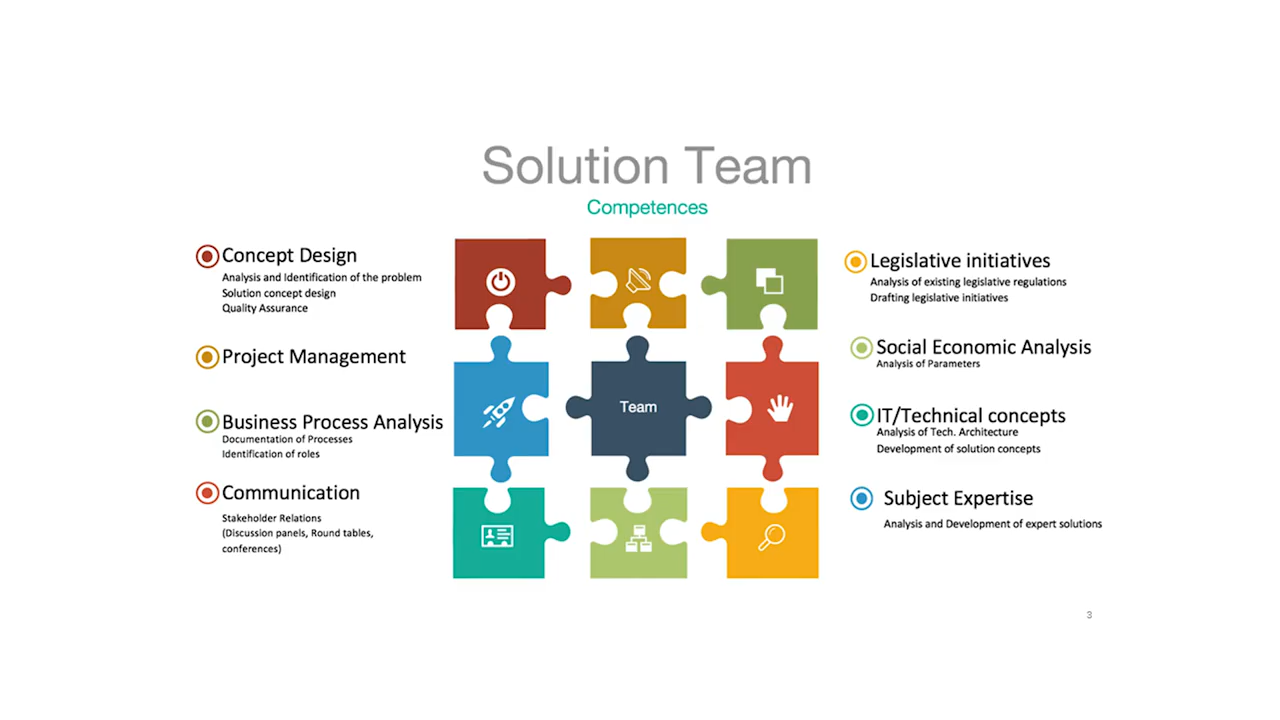 Solution Team
Competences
Concept Design
Analysis and Identification of the problem
Solution concept design
Quality Assurance
Project Management
Business Process Analysis
Documentation of Processes
Identification of roles
Communication
Stakeholder Relations
(Discussion panels, Round tables,
conferences)
Team
Legislative initiatives
Analysis of existing legislative regulations
Drafting legislative initiatives
Social Economic Analysis
Analysis of Parameters
IT/Technical concepts
Analysis of Tech. Architecture
Development of solution concepts
Subject Expertise
Analysis and Development of expert solutions
3